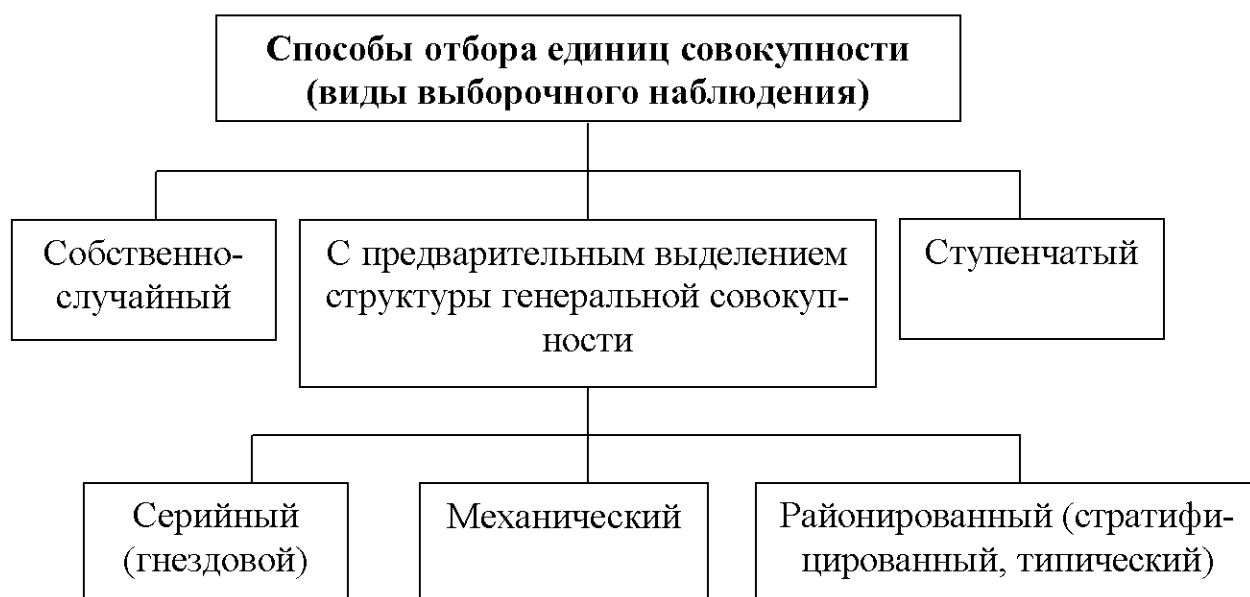 Способы отбора единиц совокупности
(виды выборочного наблюдения)
Собственно-
случайный
С предварительным выделением
структуры генеральной совокуп-
ности
Ступенчатый
Серийный
(гнездовой)
Механический
Районированный (стратифи-
цированный, типический)